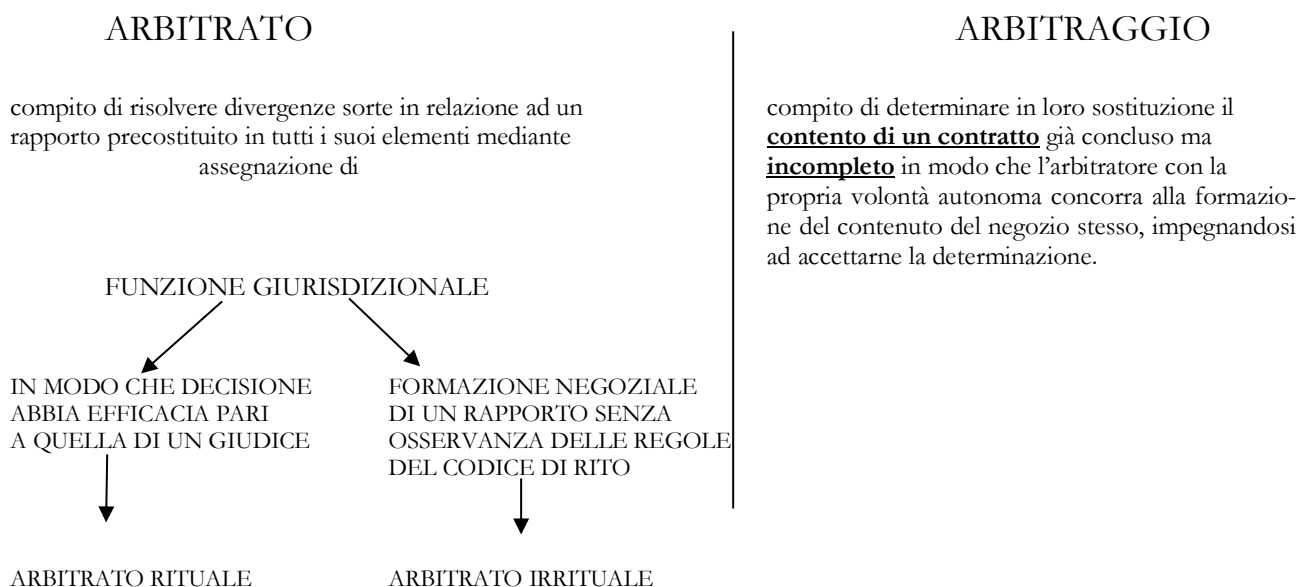 ARBITRATO
compito di risolvere divergenze sorte in relazione ad un
rapporto precostituito in tutti i suoi elementi mediante
assegnazione di
FUNZIONE GIURISDIZIONALE
IN MODO CHE DECISIONE
ABBIA EFFICACIA PARI
A QUELLA DI UN GIUDICE
ARBITRATO RITUALE
FORMAZIONE NEGOZIALE
DI UN RAPPORTO SENZA
OSSERVANZA DELLE REGOLE
DEL CODICE DI RITO
ARBITRATO IRRITUALE
ARBITRAGGIO
compito di determinare in loro sostituzione il
contento di un contratto già concluso ma
incompleto in modo che l'arbitratore con la
propria volontà autonoma concorra alla formazio-
ne del contenuto del negozio stesso, impegnandosi
ad accettarne la determinazione.